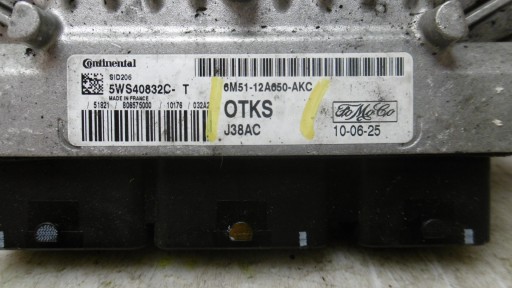 Continental
SID206
5WS40832C- T
MADE IN FRANCE
6M51-12A650-AKC
OTKS
J38AC
FoMoCo
10-06-25